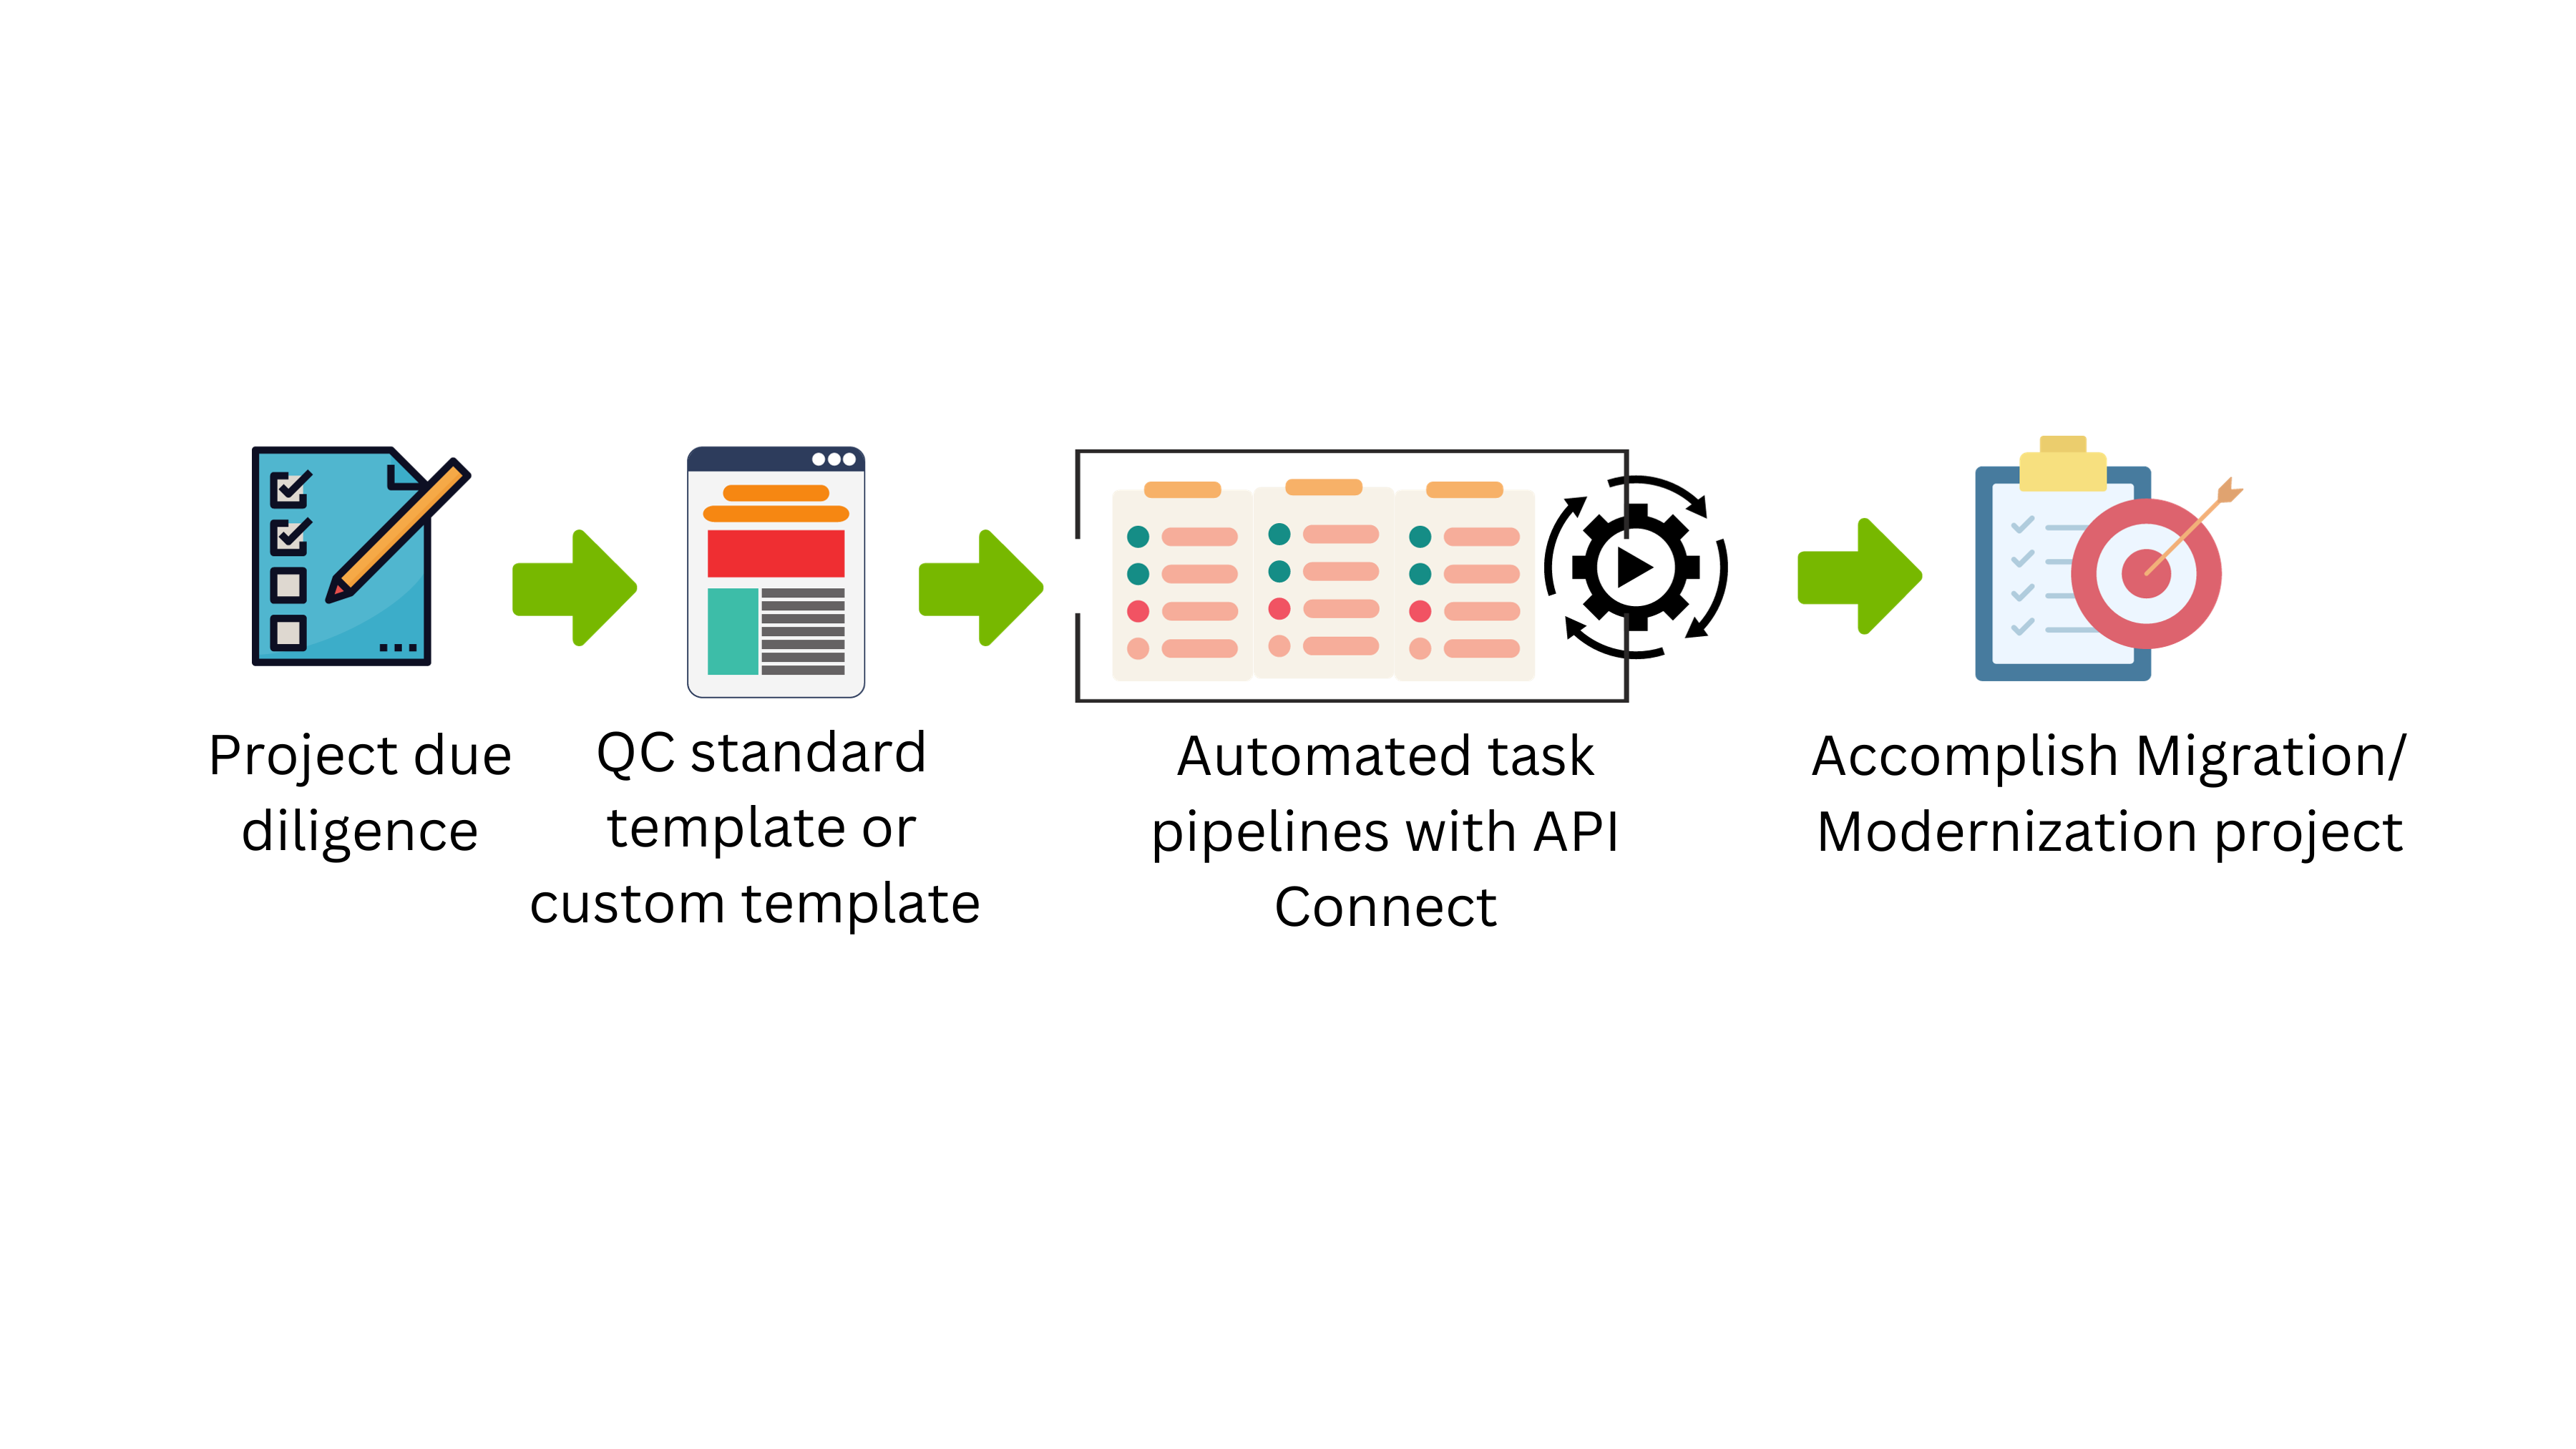 Project due
diligence
QC standard
template or
custom template
Automated task
pipelines with API
Connect
Accomplish Migration/
Modernization project